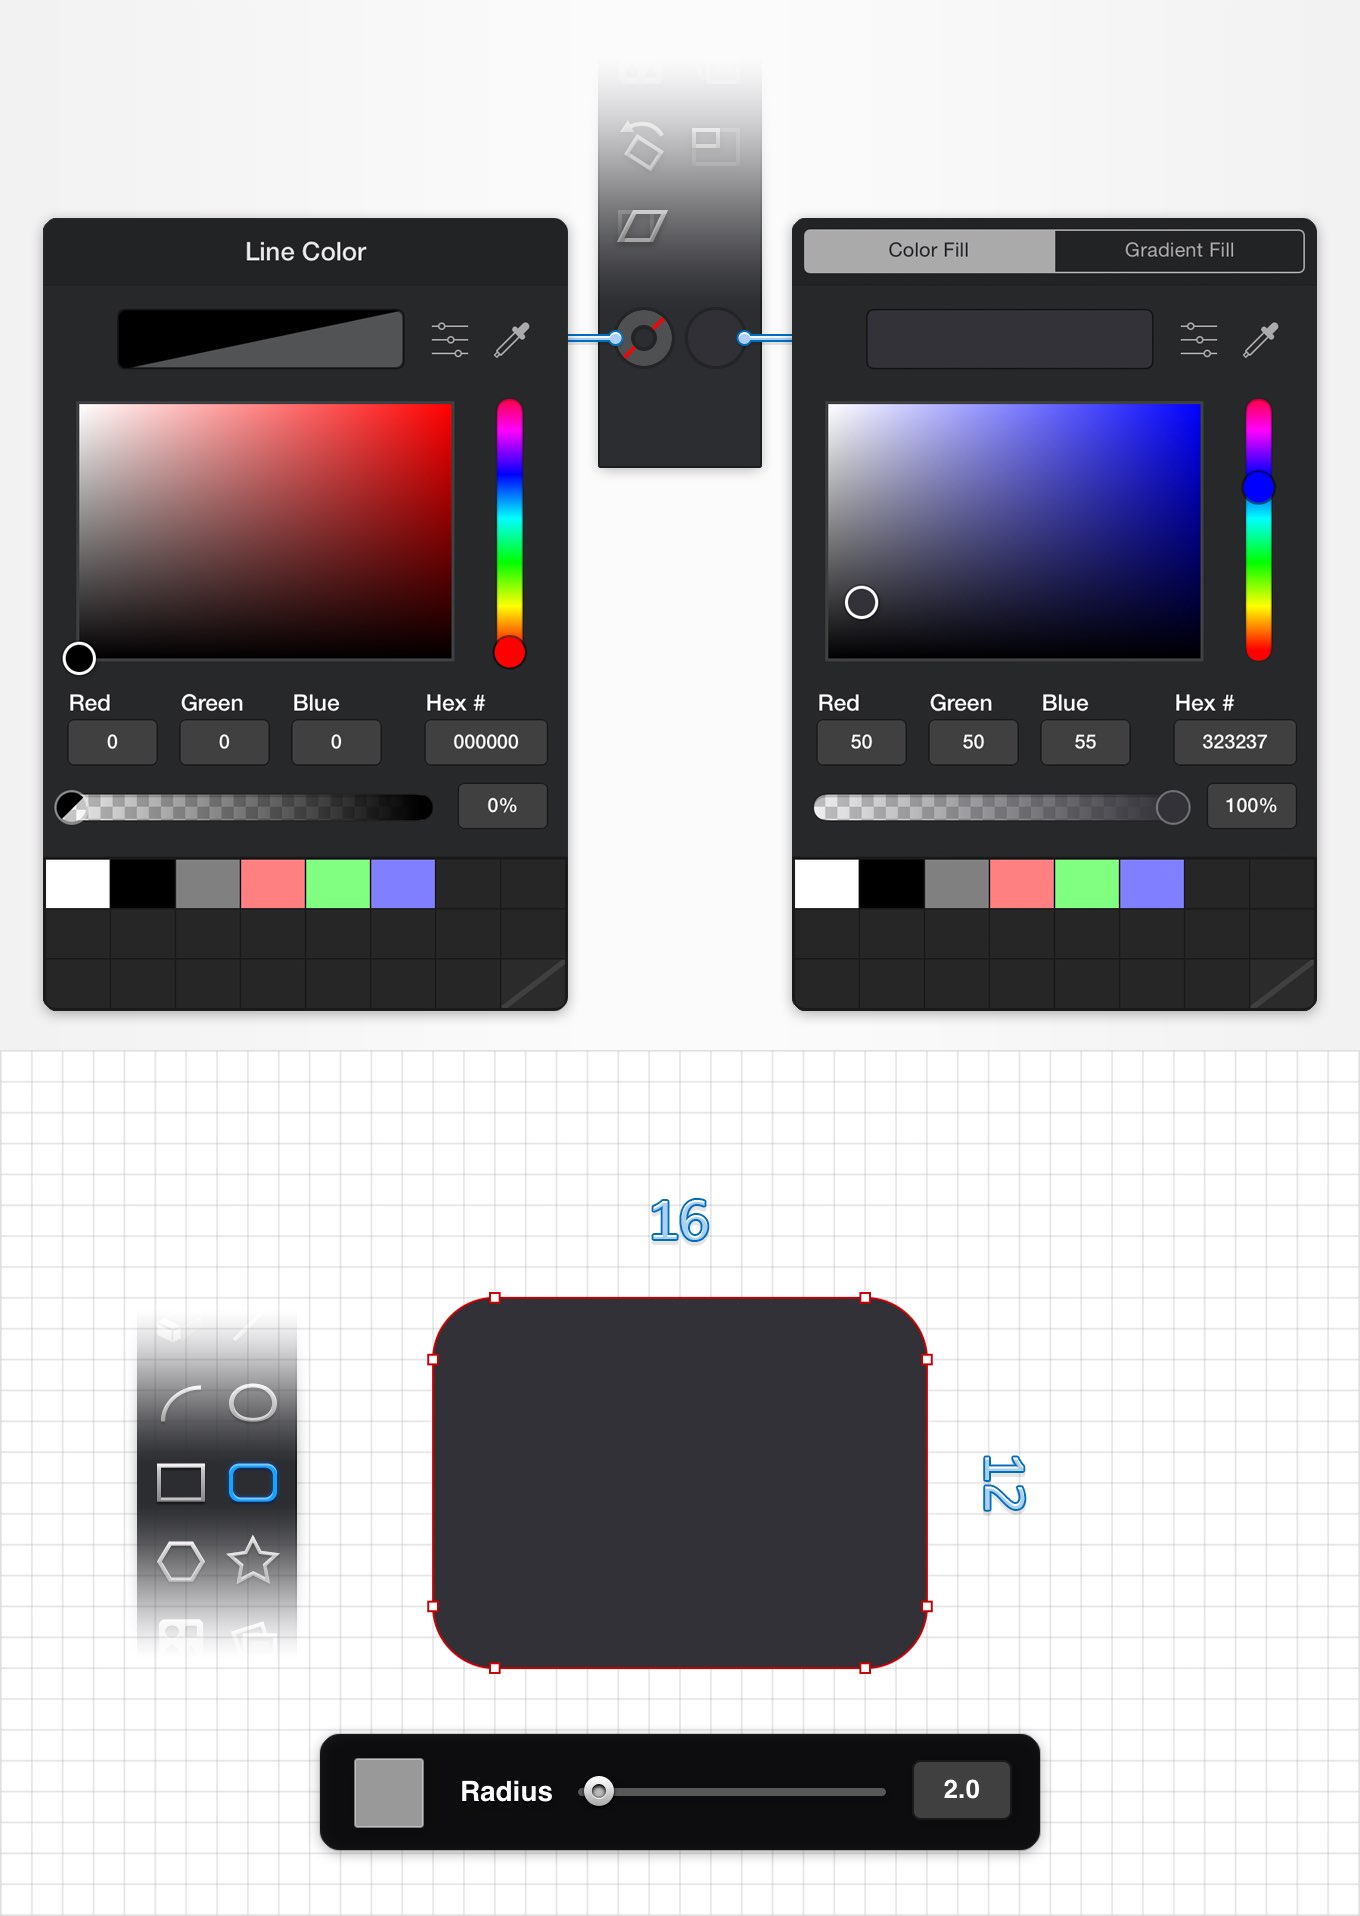 Line Color
Red Green Blue Hex #
0 0 0 000000
0%
Color Fill Gradient Fill
Red Green Blue Hex #
50 50 55 323237
100%
16
12
Radius 2.0